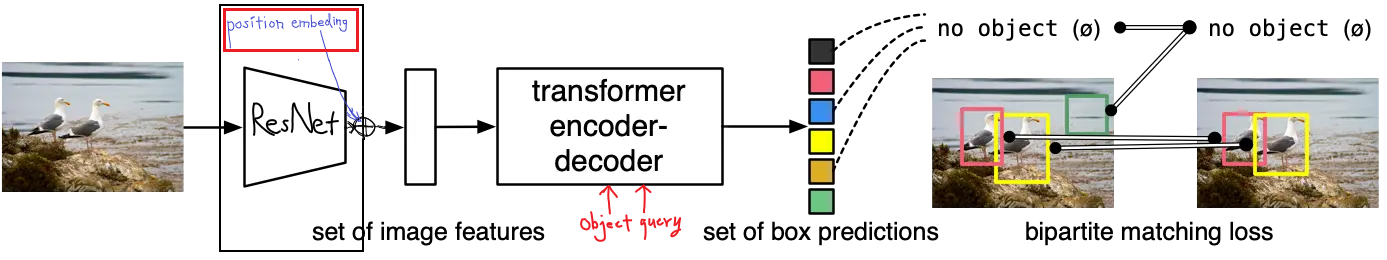 position embeding
no object (ø)
no object (ø)
ResNet
transformer
encoder-
decoder
object query
set of image features
set of box predictions
bipartite matching loss